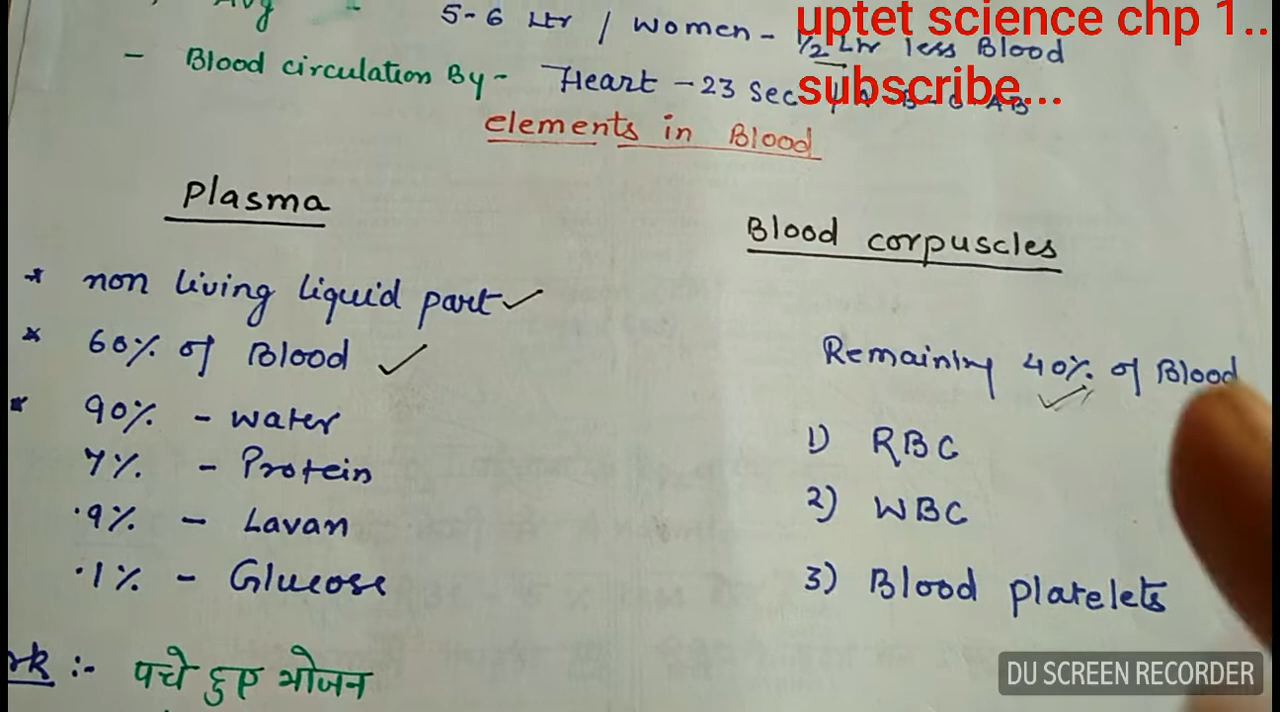 Avg - 5-6 Ltr / Women - 1/2 Ltr less Blood
uptet science chp 1...
subscribe...
- Blood circulation By - Heart - 23 Sec
elements in Blood
Plasma
* non living liquid part ✓
* 60% of Blood ✓
* 90% - water
7% - Protein
.9% - Lavan
.1% - Glucose
Blood corpuscles
Remaining 40% of Blood
1) RBC
2) WBC
3) Blood platelets
:- पचे हुए भोजन
DU SCREEN RECORDER